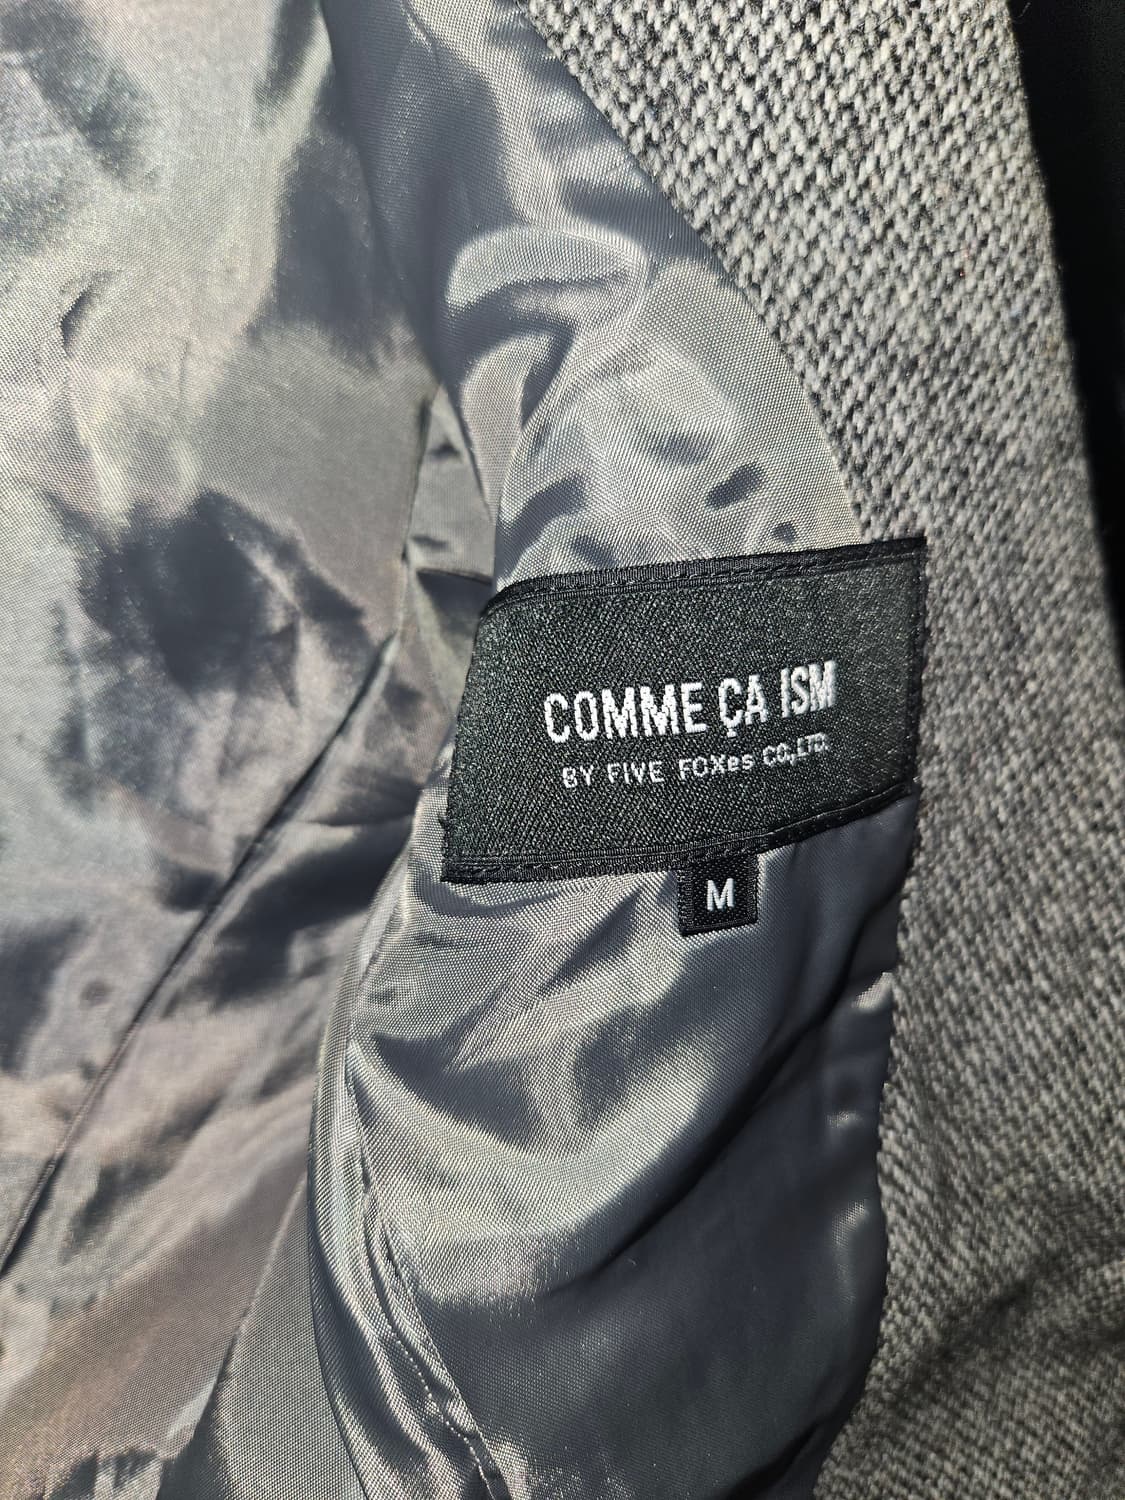 COMME ÇA ISM
BY FIVE FOXes CO.,LTD.
M